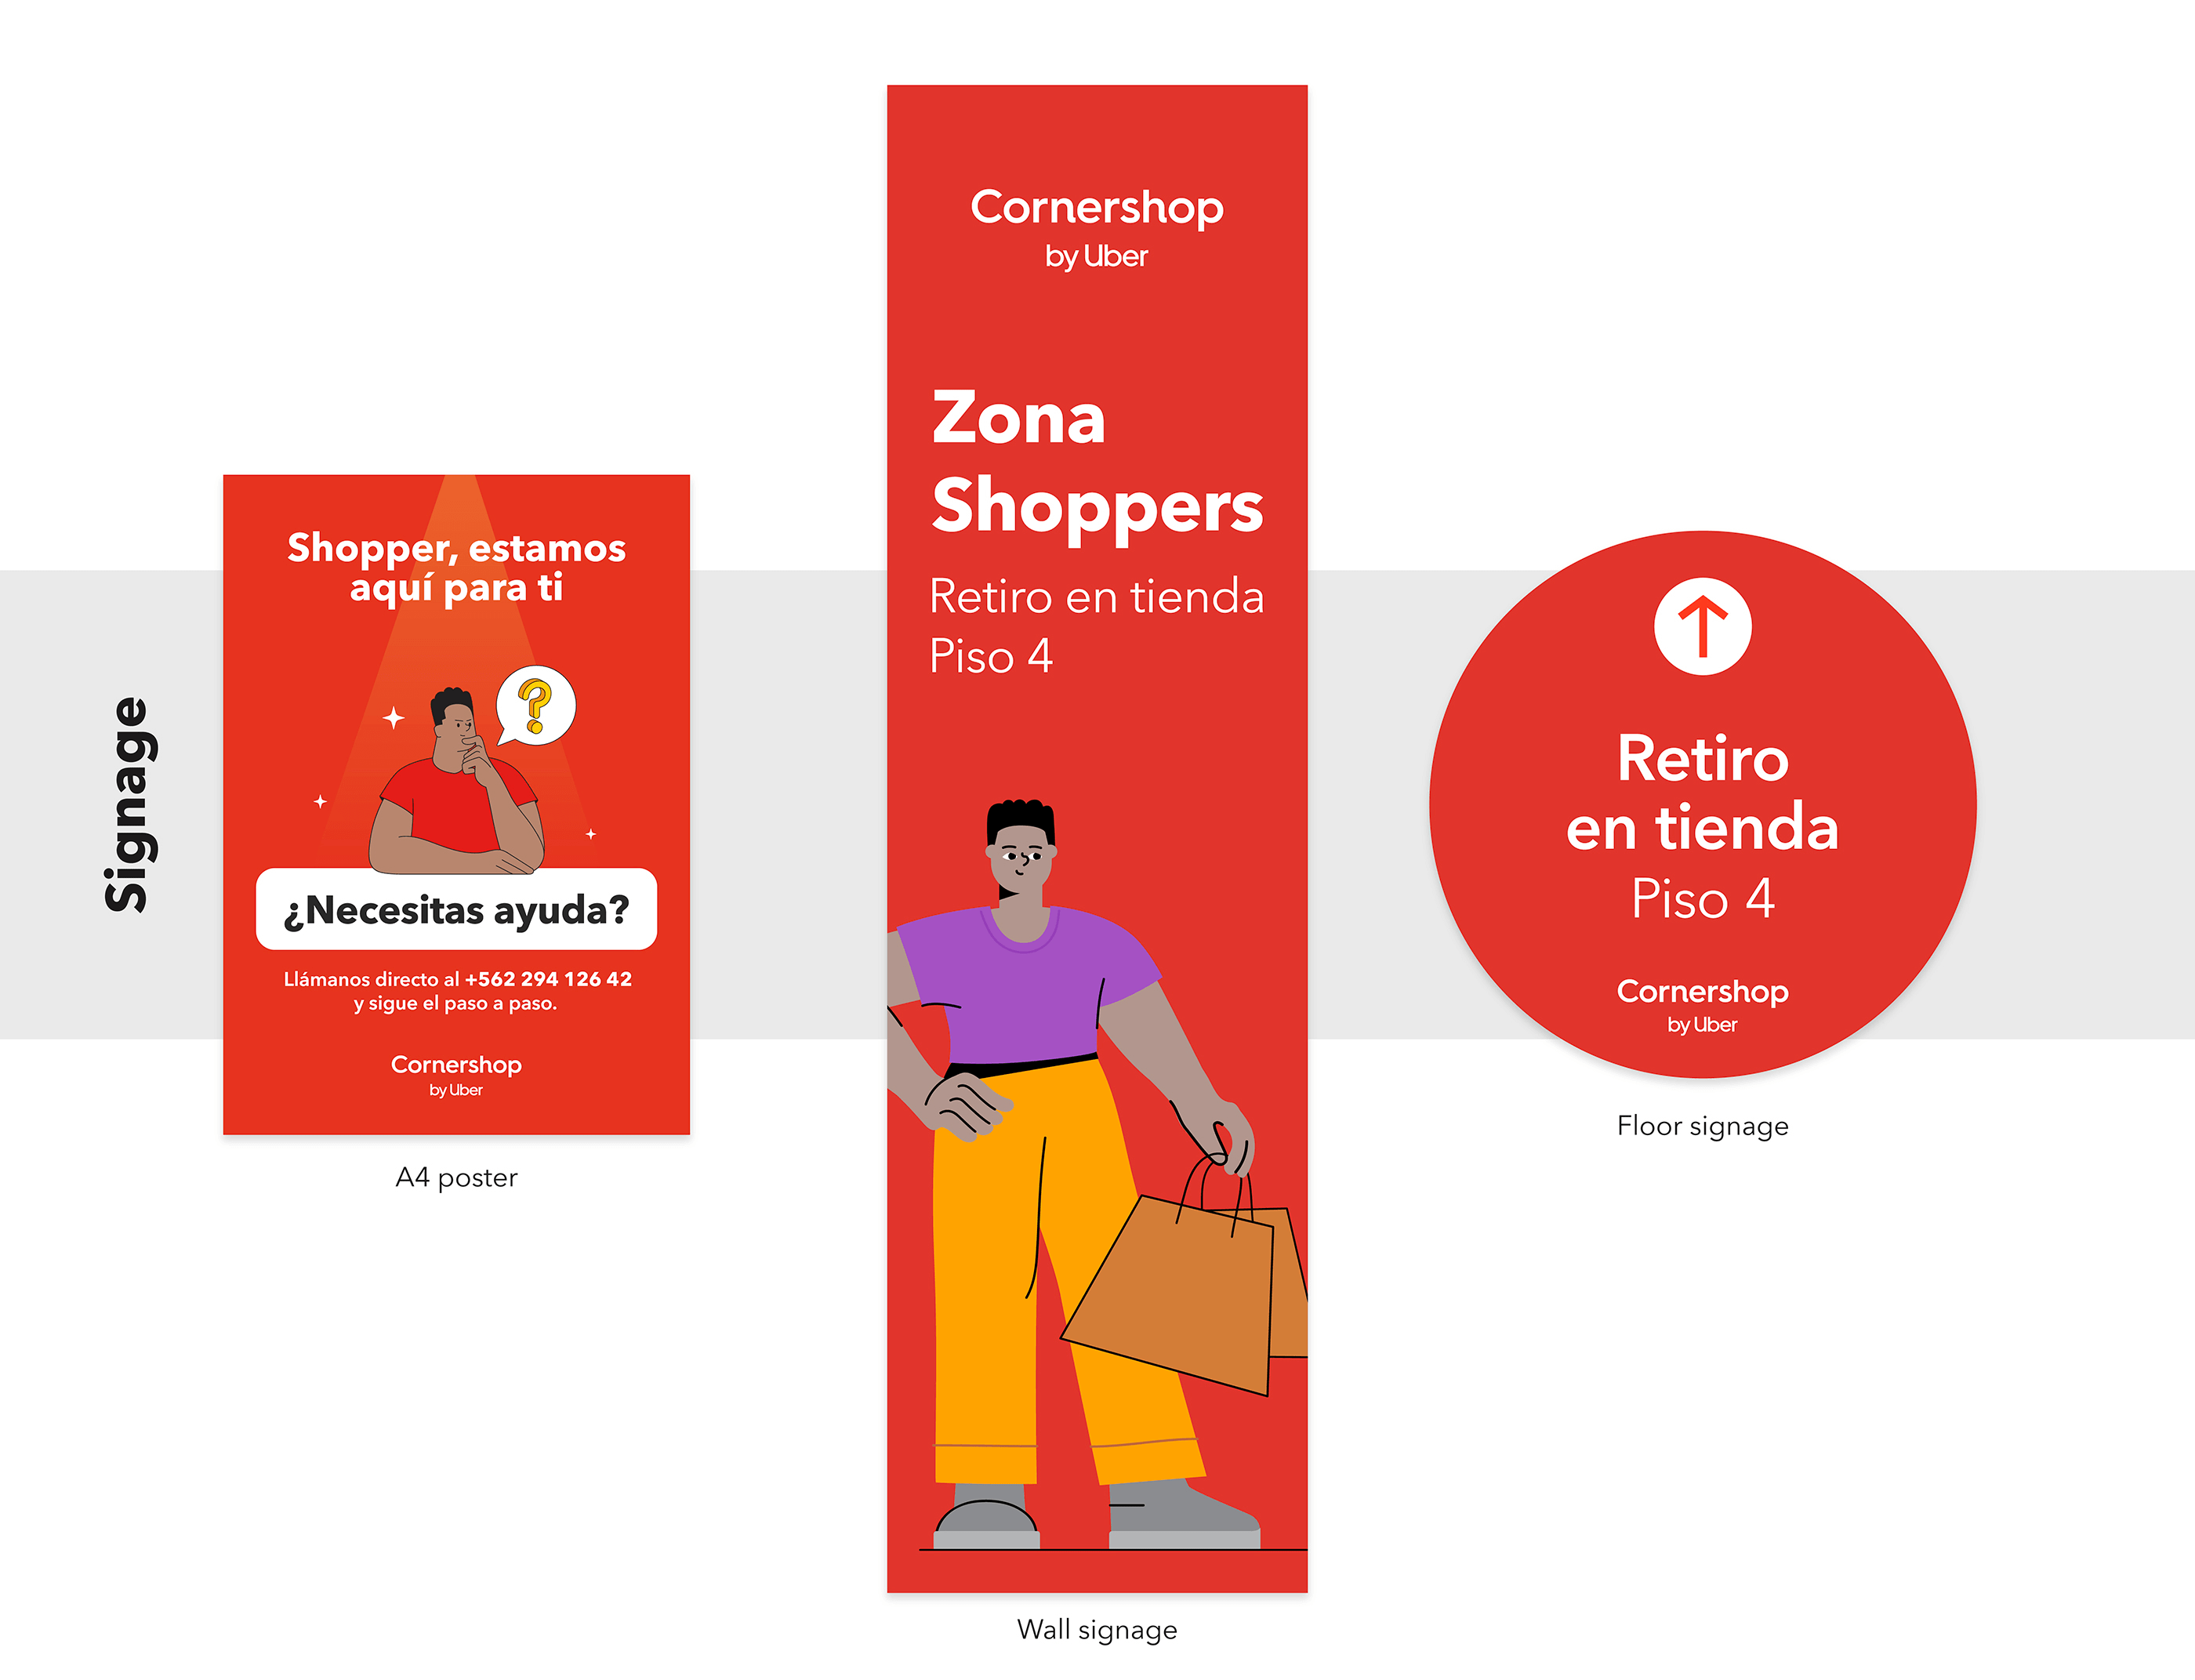 Signage
Shopper, estamos
aquí para ti
?
¿Necesitas ayuda?
Llámanos directo al +562 294 126 42
y sigue el paso a paso.
Cornershop
by Uber
A4 poster
Cornershop
by Uber
Zona
Shoppers
Retiro en tienda
Piso 4
Wall signage
Retiro
en tienda
Piso 4
Cornershop
by Uber
Floor signage